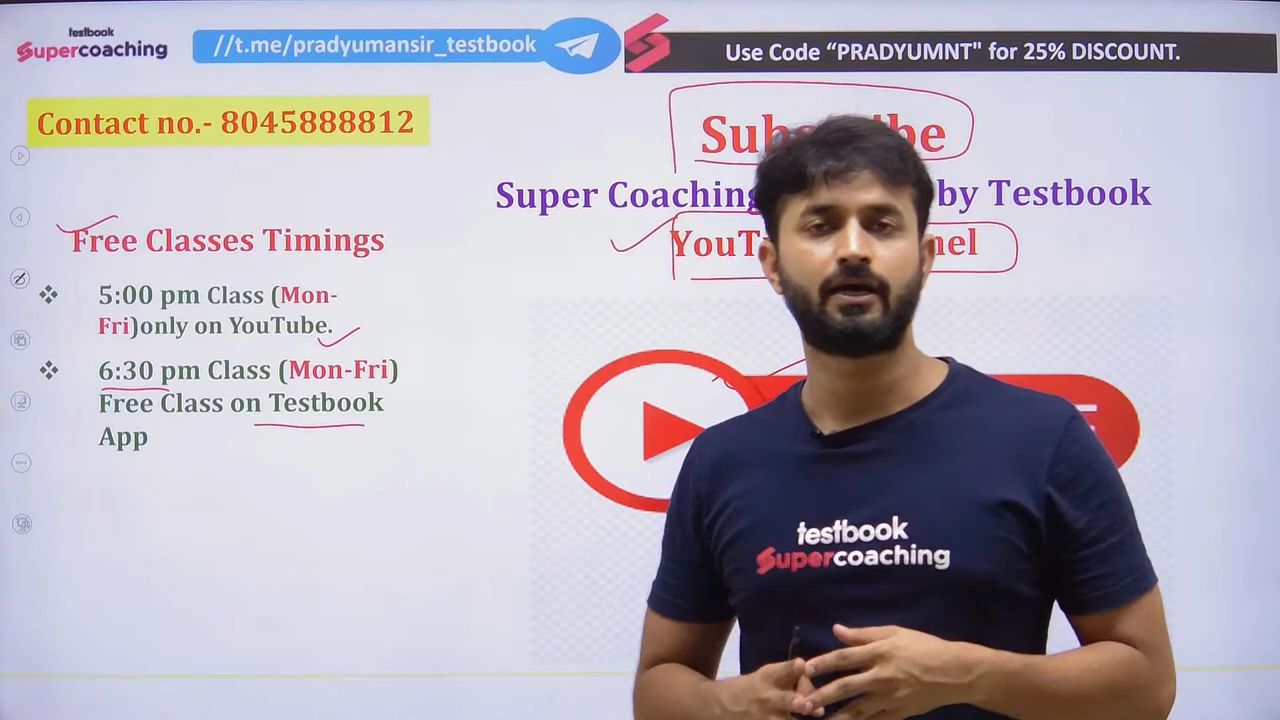 testbook
Supercoaching
//t.me/pradyumansir_testbook
Use Code “PRADYUMNT" for 25% DISCOUNT.
Contact no.- 8045888812
Super Coaching
by Testbook
Free Classes Timings
5:00 pm Class (Mon-
Fri)only on YouTube.
6:30 pm Class (Mon-Fri)
Free Class on Testbook
App
testbook
Supercoaching